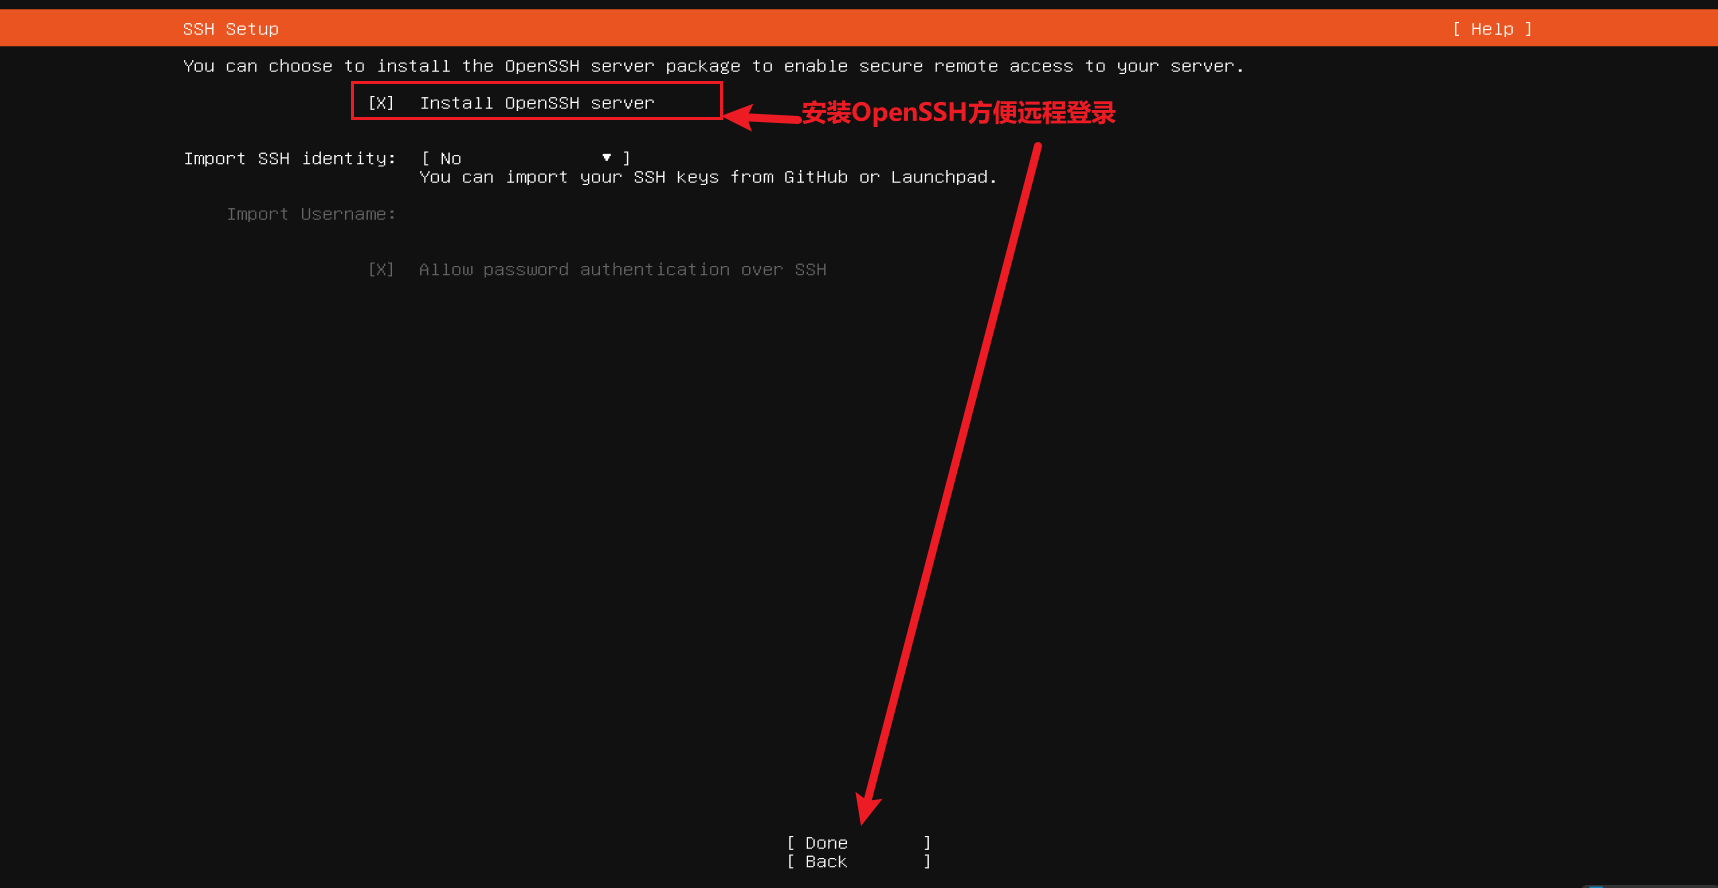 SSH Setup [ Help ]
You can choose to install the OpenSSH server package to enable secure remote access to your server.
[X] Install OpenSSH server
安装OpenSSH方便远程登录
Import SSH identity: [ No ▼ ]
You can import your SSH keys from GitHub or Launchpad.
Import Username:
[X] Allow password authentication over SSH
[ Done ]
[ Back ]